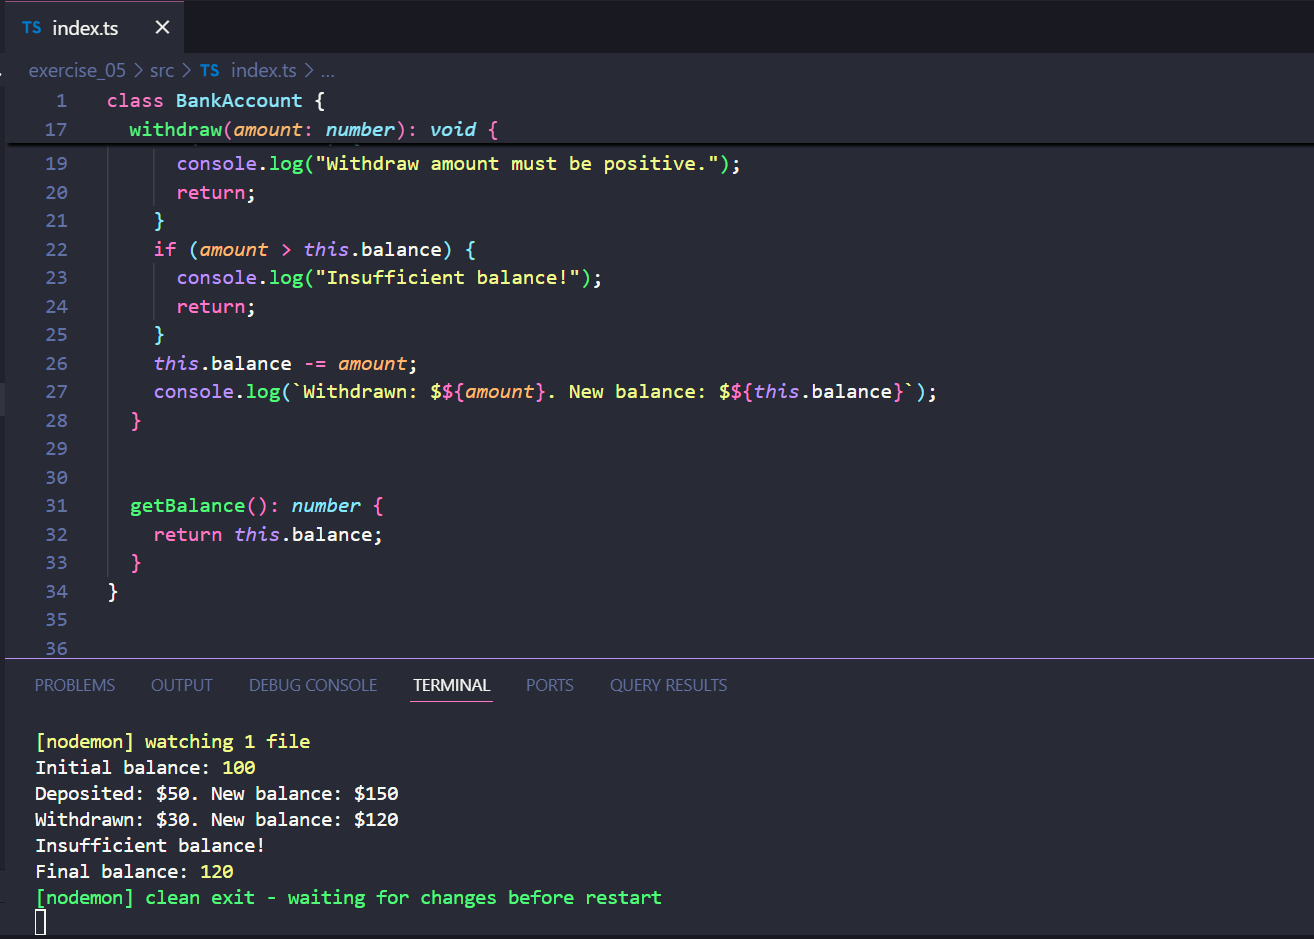 TS index.ts ×
exercise_05 > src > TS index.ts > ...
1 class BankAccount {
17 withdraw(amount: number): void {
19 console.log("Withdraw amount must be positive.");
20 return;
21 }
22 if (amount > this.balance) {
23 console.log("Insufficient balance!");
24 return;
25 }
26 this.balance -= amount;
27 console.log(`Withdrawn: $${amount}. New balance: $${this.balance}`);
28 }
29
30
31 getBalance(): number {
32 return this.balance;
33 }
34 }
35
36
PROBLEMS OUTPUT DEBUG CONSOLE TERMINAL PORTS QUERY RESULTS
[nodemon] watching 1 file
Initial balance: 100
Deposited: $50. New balance: $150
Withdrawn: $30. New balance: $120
Insufficient balance!
Final balance: 120
[nodemon] clean exit - waiting for changes before restart